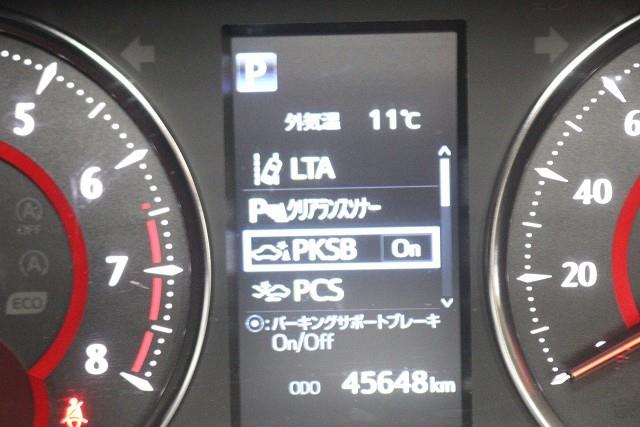 P
外気温 11℃
LTA
P クリアランスソナー
PKSB On
PCS
:パーキングサポートブレーキ
On/Off
ODO 45648km
5
6
7
8
OFF
A
ECO
60
40
20